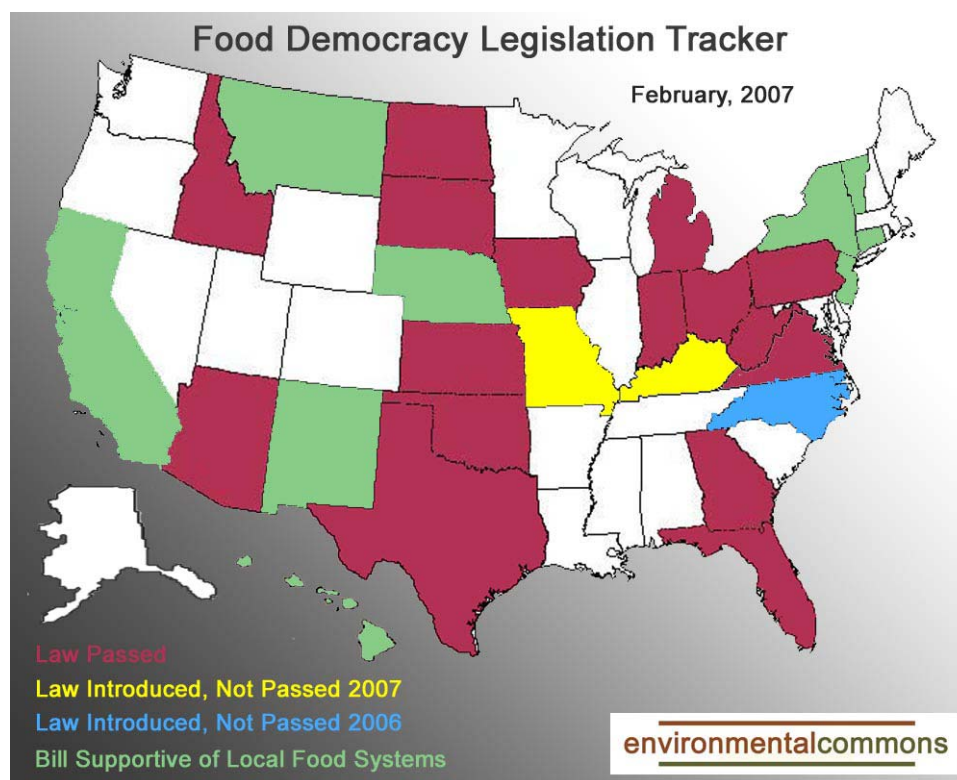 Food Democracy Legislation Tracker
February, 2007
Law Passed
Law Introduced, Not Passed 2007
Law Introduced, Not Passed 2006
Bill Supportive of Local Food Systems
environmentalcommons